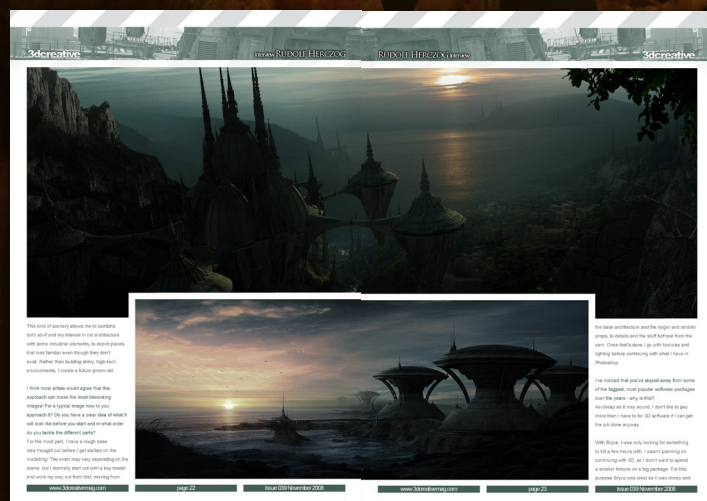 3dcreative
Interview RUDOLF HERCZOG
RUDOLF HERCZOG Interview
3dcreative
This kind of scenery allows me to combine
both sci-fi and my interest in old architecture
with some industrial elements, to depict places
that look familiar even though they don't
exist. Rather than building shiny, high-tech
environments, I create a future grown old.
I think most artists would agree that this
approach can make the most interesting
images! For a typical image how to you
approach it? Do you have a clear idea of what it
will look like before you start and in what order
do you tackle the different parts?
For the most part, I have a rough base
idea thought out before I get started on the
modelling. The order may vary depending on the
scene, but I normally start out with a key model
and work my way out from that, moving from
www.3dcreativemag.com
page 22
Issue 039 November 2008
the base architecture and the larger and smaller
props, to details and the stuff furthest from the
cam. Once that's done I go with textures and
lighting before continuing with what I have in
Photoshop.
I've noticed that you've stayed away from some
of the biggest, most popular software packages
over the years - why is this?
As cheap as it may sound, I don't like to pay
more then I have to for 3D software if I can get
the job done anyway.
With Bryce, I was only looking for something
to kill a few hours with. I wasn't planning on
continuing with 3D, so I didn't want to spend
a smaller fortune on a big package. For this
purpose Bryce was ideal as it was cheap and
www.3dcreativemag.com
page 23
Issue 039 November 2008